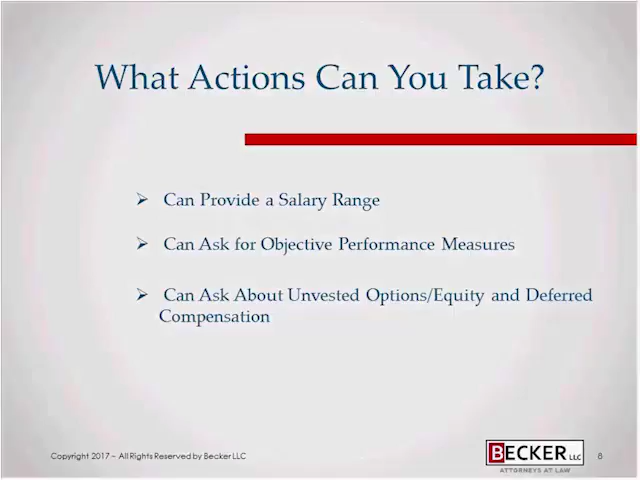 What Actions Can You Take?
➢ Can Provide a Salary Range
➢ Can Ask for Objective Performance Measures
➢ Can Ask About Unvested Options/Equity and Deferred
Compensation
Copyright 2017 – All Rights Reserved by Becker LLC
BECKER LLC
ATTORNEYS AT LAW
8